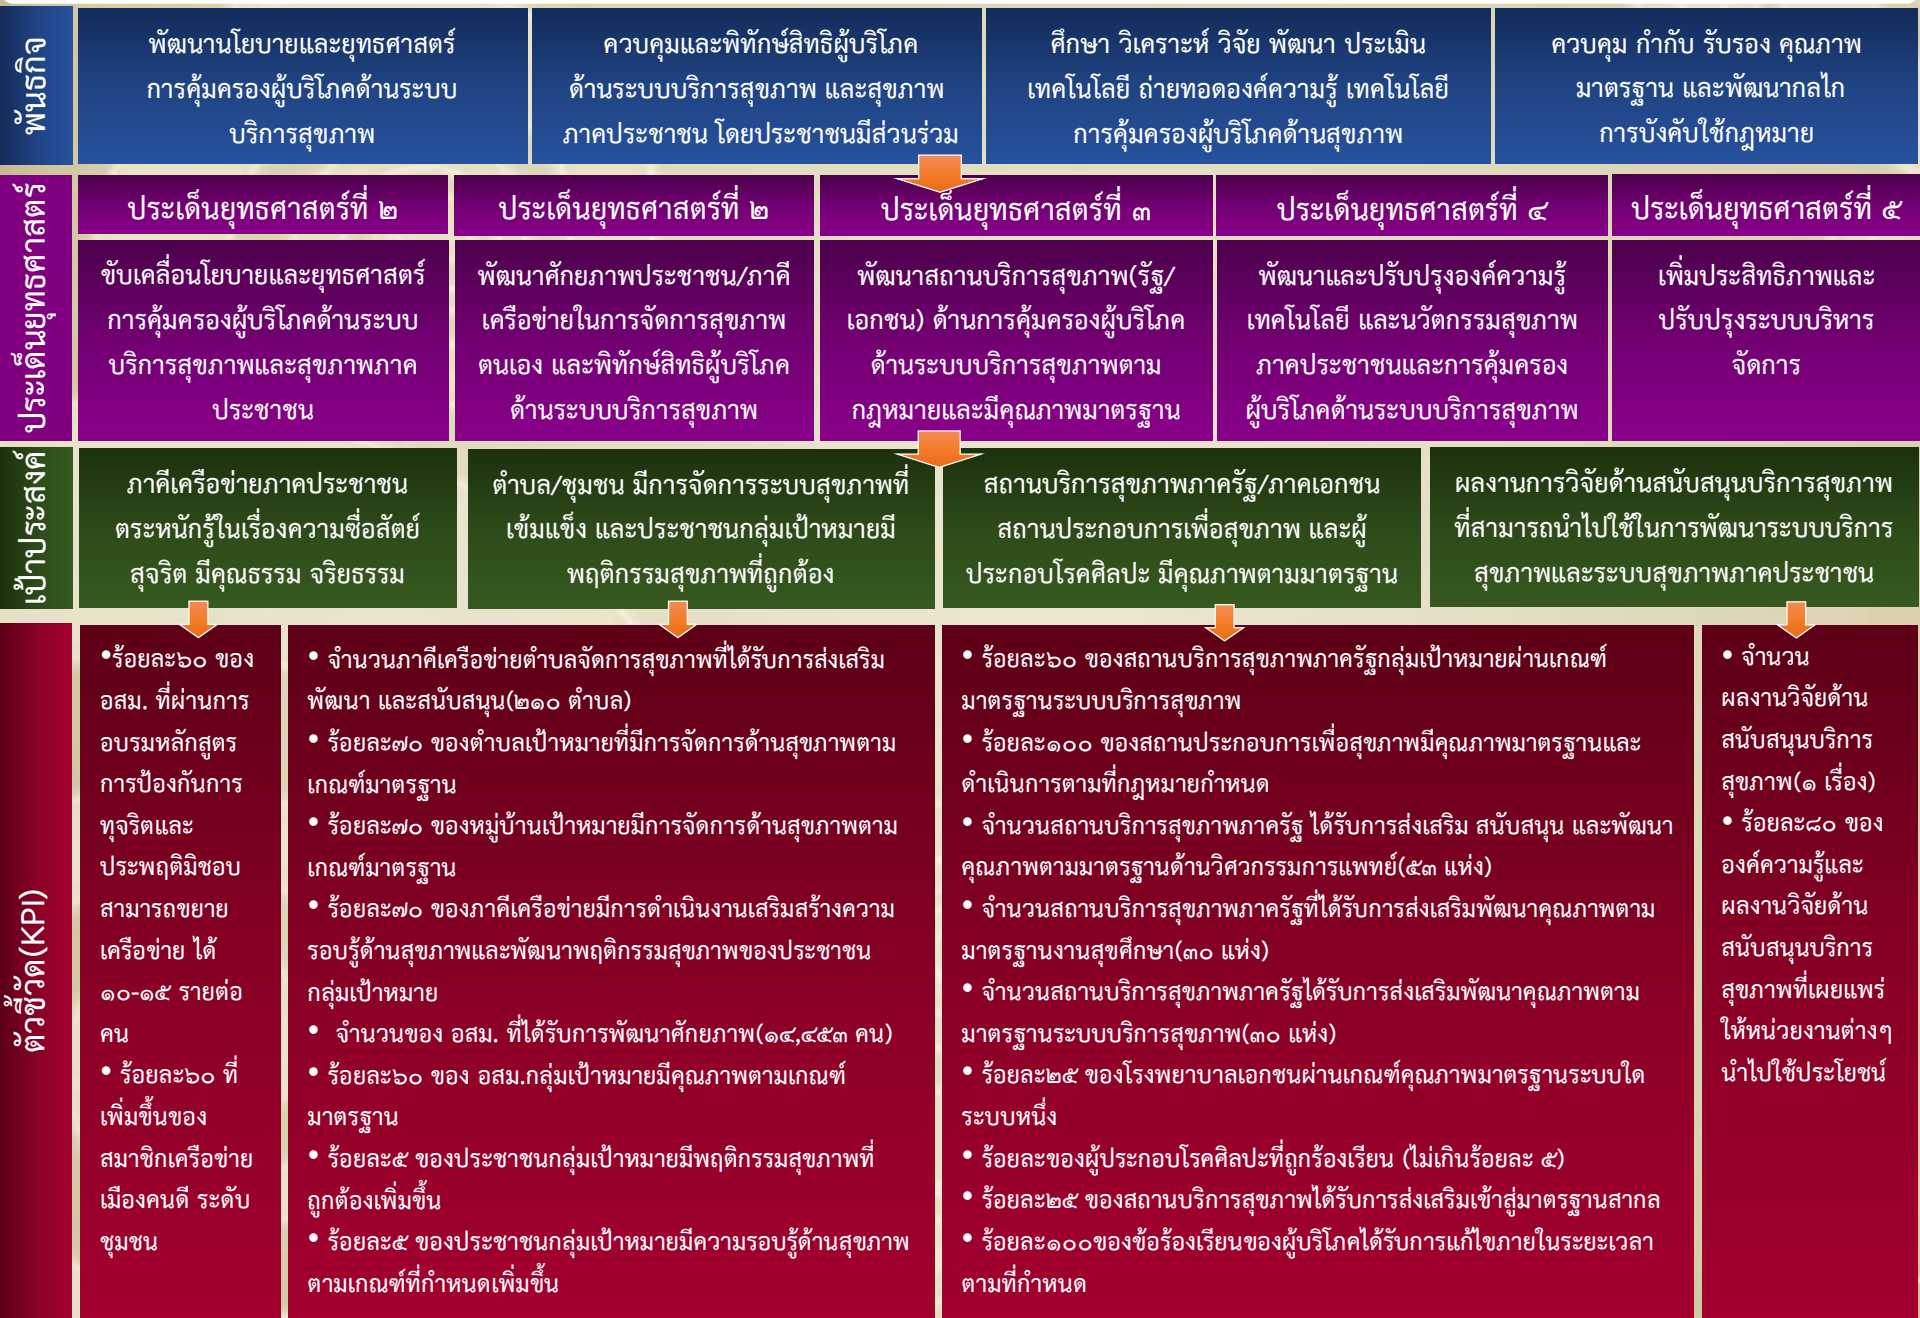 พันธกิจ
พัฒนานโยบายและยุทธศาสตร์
การคุ้มครองผู้บริโภคด้านระบบ
บริการสุขภาพ
ควบคุมและพิทักษ์สิทธิผู้บริโภค
ด้านระบบบริการสุขภาพ และสุขภาพ
ภาคประชาชน โดยประชาชนมีส่วนร่วม
ศึกษา วิเคราะห์ วิจัย พัฒนา ประเมิน
เทคโนโลยี ถ่ายทอดองค์ความรู้ เทคโนโลยี
การคุ้มครองผู้บริโภคด้านสุขภาพ
ควบคุม กำกับ รับรอง คุณภาพ
มาตรฐาน และพัฒนากลไก
การบังคับใช้กฎหมาย
ประเด็นยุทธศาสตร์
ประเด็นยุทธศาสตร์ที่ ๒
ขับเคลื่อนโยบายและยุทธศาสตร์
การคุ้มครองผู้บริโภคด้านระบบ
บริการสุขภาพและสุขภาพภาค
ประชาชน
ประเด็นยุทธศาสตร์ที่ ๒
พัฒนาศักยภาพประชาชน/ภาคี
เครือข่ายในการจัดการสุขภาพ
ตนเอง และพิทักษ์สิทธิผู้บริโภค
ด้านระบบบริการสุขภาพ
ประเด็นยุทธศาสตร์ที่ ๓
พัฒนาสถานบริการสุขภาพ(รัฐ/
เอกชน) ด้านการคุ้มครองผู้บริโภค
ด้านระบบบริการสุขภาพตาม
กฎหมายและมีคุณภาพมาตรฐาน
ประเด็นยุทธศาสตร์ที่ ๔
พัฒนาและปรับปรุงองค์ความรู้
เทคโนโลยี และนวัตกรรมสุขภาพ
ภาคประชาชนและการคุ้มครอง
ผู้บริโภคด้านระบบบริการสุขภาพ
ประเด็นยุทธศาสตร์ที่ ๕
เพิ่มประสิทธิภาพและ
ปรับปรุงระบบบริหาร
จัดการ
เป้าประสงค์
ภาคีเครือข่ายภาคประชาชน
ตระหนักรู้ในเรื่องความซื่อสัตย์
สุจริต มีคุณธรรม จริยธรรม
ตำบล/ชุมชน มีการจัดการระบบสุขภาพที่
เข้มแข็ง และประชาชนกลุ่มเป้าหมายมี
พฤติกรรมสุขภาพที่ถูกต้อง
สถานบริการสุขภาพภาครัฐ/ภาคเอกชน
สถานประกอบการเพื่อสุขภาพ และผู้
ประกอบโรคศิลปะ มีคุณภาพตามมาตรฐาน
ผลงานการวิจัยด้านสนับสนุนบริการสุขภาพ
ที่สามารถนำไปใช้ในการพัฒนาระบบบริการ
สุขภาพและระบบสุขภาพภาคประชาชน
ตัวชี้วัด(KPI)
•ร้อยละ๖๐ ของ
อสม. ที่ผ่านการ
อบรมหลักสูตร
การป้องกันการ
ทุจริตและ
ประพฤติมิชอบ
สามารถขยาย
เครือข่าย ได้
๑๐-๑๕ รายต่อ
คน
• ร้อยละ๖๐ ที่
เพิ่มขึ้นของ
สมาชิกเครือข่าย
เมืองคนดี ระดับ
ชุมชน
• จำนวนภาคีเครือข่ายตำบลจัดการสุขภาพที่ได้รับการส่งเสริม
พัฒนา และสนับสนุน(๒๑๐ ตำบล)
• ร้อยละ๗๐ ของตำบลเป้าหมายที่มีการจัดการด้านสุขภาพตาม
เกณฑ์มาตรฐาน
• ร้อยละ๗๐ ของหมู่บ้านเป้าหมายมีการจัดการด้านสุขภาพตาม
เกณฑ์มาตรฐาน
• ร้อยละ๗๐ ของภาคีเครือข่ายมีการดำเนินงานเสริมสร้างความ
รอบรู้ด้านสุขภาพและพัฒนาพฤติกรรมสุขภาพของประชาชน
กลุ่มเป้าหมาย
• จำนวนของ อสม. ที่ได้รับการพัฒนาศักยภาพ(๑๔,๔๕๓ คน)
• ร้อยละ๖๐ ของ อสม.กลุ่มเป้าหมายมีคุณภาพตามเกณฑ์
มาตรฐาน
• ร้อยละ๕ ของประชาชนกลุ่มเป้าหมายมีพฤติกรรมสุขภาพที่
ถูกต้องเพิ่มขึ้น
• ร้อยละ๕ ของประชาชนกลุ่มเป้าหมายมีความรอบรู้ด้านสุขภาพ
ตามเกณฑ์ที่กำหนดเพิ่มขึ้น
• ร้อยละ๖๐ ของสถานบริการสุขภาพภาครัฐกลุ่มเป้าหมายผ่านเกณฑ์
มาตรฐานระบบบริการสุขภาพ
• ร้อยละ๑๐๐ ของสถานประกอบการเพื่อสุขภาพมีคุณภาพมาตรฐานและ
ดำเนินการตามที่กฎหมายกำหนด
• จำนวนสถานบริการสุขภาพภาครัฐ ได้รับการส่งเสริม สนับสนุน และพัฒนา
คุณภาพตามมาตรฐานด้านวิศวกรรมการแพทย์(๕๓ แห่ง)
• จำนวนสถานบริการสุขภาพภาครัฐที่ได้รับการส่งเสริมพัฒนาคุณภาพตาม
มาตรฐานงานสุขศึกษา(๓๐ แห่ง)
• จำนวนสถานบริการสุขภาพภาครัฐได้รับการส่งเสริมพัฒนาคุณภาพตาม
มาตรฐานระบบบริการสุขภาพ(๓๐ แห่ง)
• ร้อยละ๒๕ ของโรงพยาบาลเอกชนผ่านเกณฑ์คุณภาพมาตรฐานระบบใด
ระบบหนึ่ง
• ร้อยละของผู้ประกอบโรคศิลปะที่ถูกร้องเรียน (ไม่เกินร้อยละ ๕)
• ร้อยละ๒๕ ของสถานบริการสุขภาพได้รับการส่งเสริมเข้าสู่มาตรฐานสากล
• ร้อยละ๑๐๐ของข้อร้องเรียนของผู้บริโภคได้รับการแก้ไขภายในระยะเวลา
ตามที่กำหนด
• จำนวน
ผลงานวิจัยด้าน
สนับสนุนบริการ
สุขภาพ(๑ เรื่อง)
• ร้อยละ๘๐ ของ
องค์ความรู้และ
ผลงานวิจัยด้าน
สนับสนุนบริการ
สุขภาพที่เผยแพร่
ให้หน่วยงานต่างๆ
นำไปใช้ประโยชน์